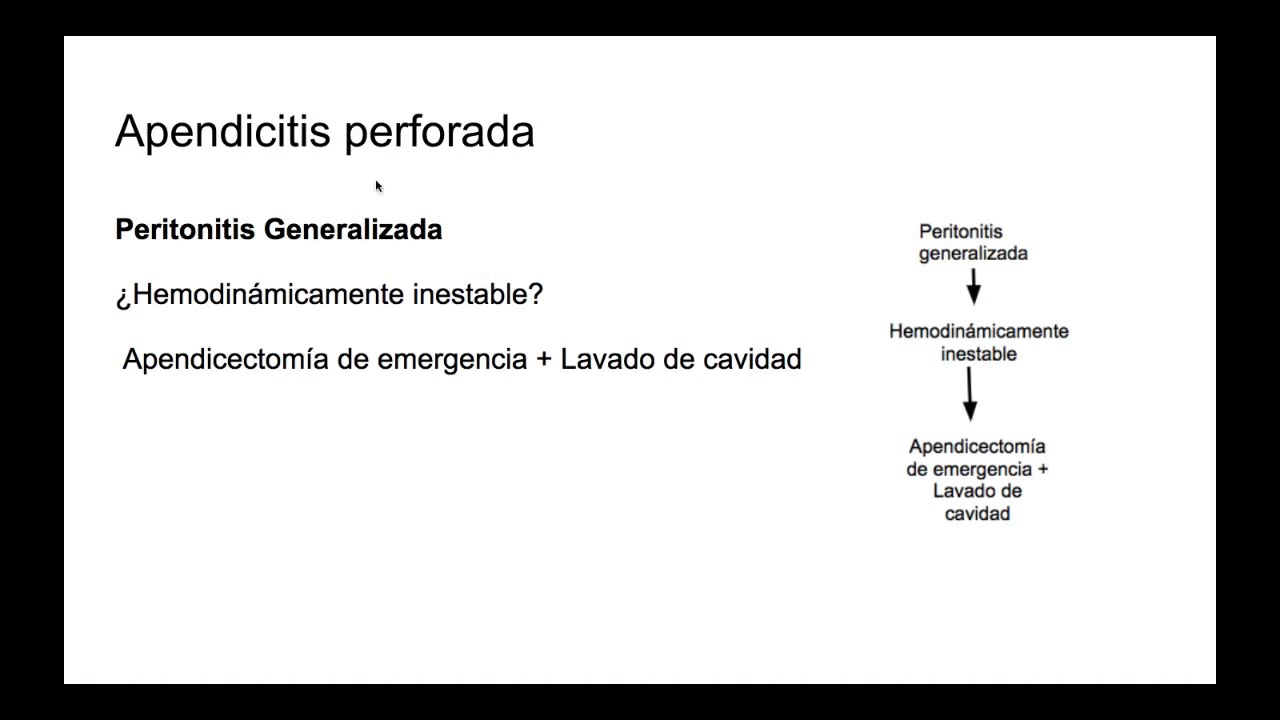 Apendicitis perforada
Peritonitis Generalizada
¿Hemodinámicamente inestable?
Apendicectomía de emergencia + Lavado de cavidad
Peritonitis
generalizada
Hemodinámicamente
inestable
Apendicectomía
de emergencia +
Lavado de
cavidad